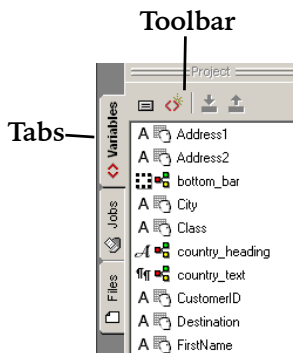 Toolbar
Project
Tabs
Variables
Jobs
Files
A Address1
A Address2
bottom_bar
A City
A Class
A country_heading
¶¶ country_text
A CustomerID
A Destination
A FirstName